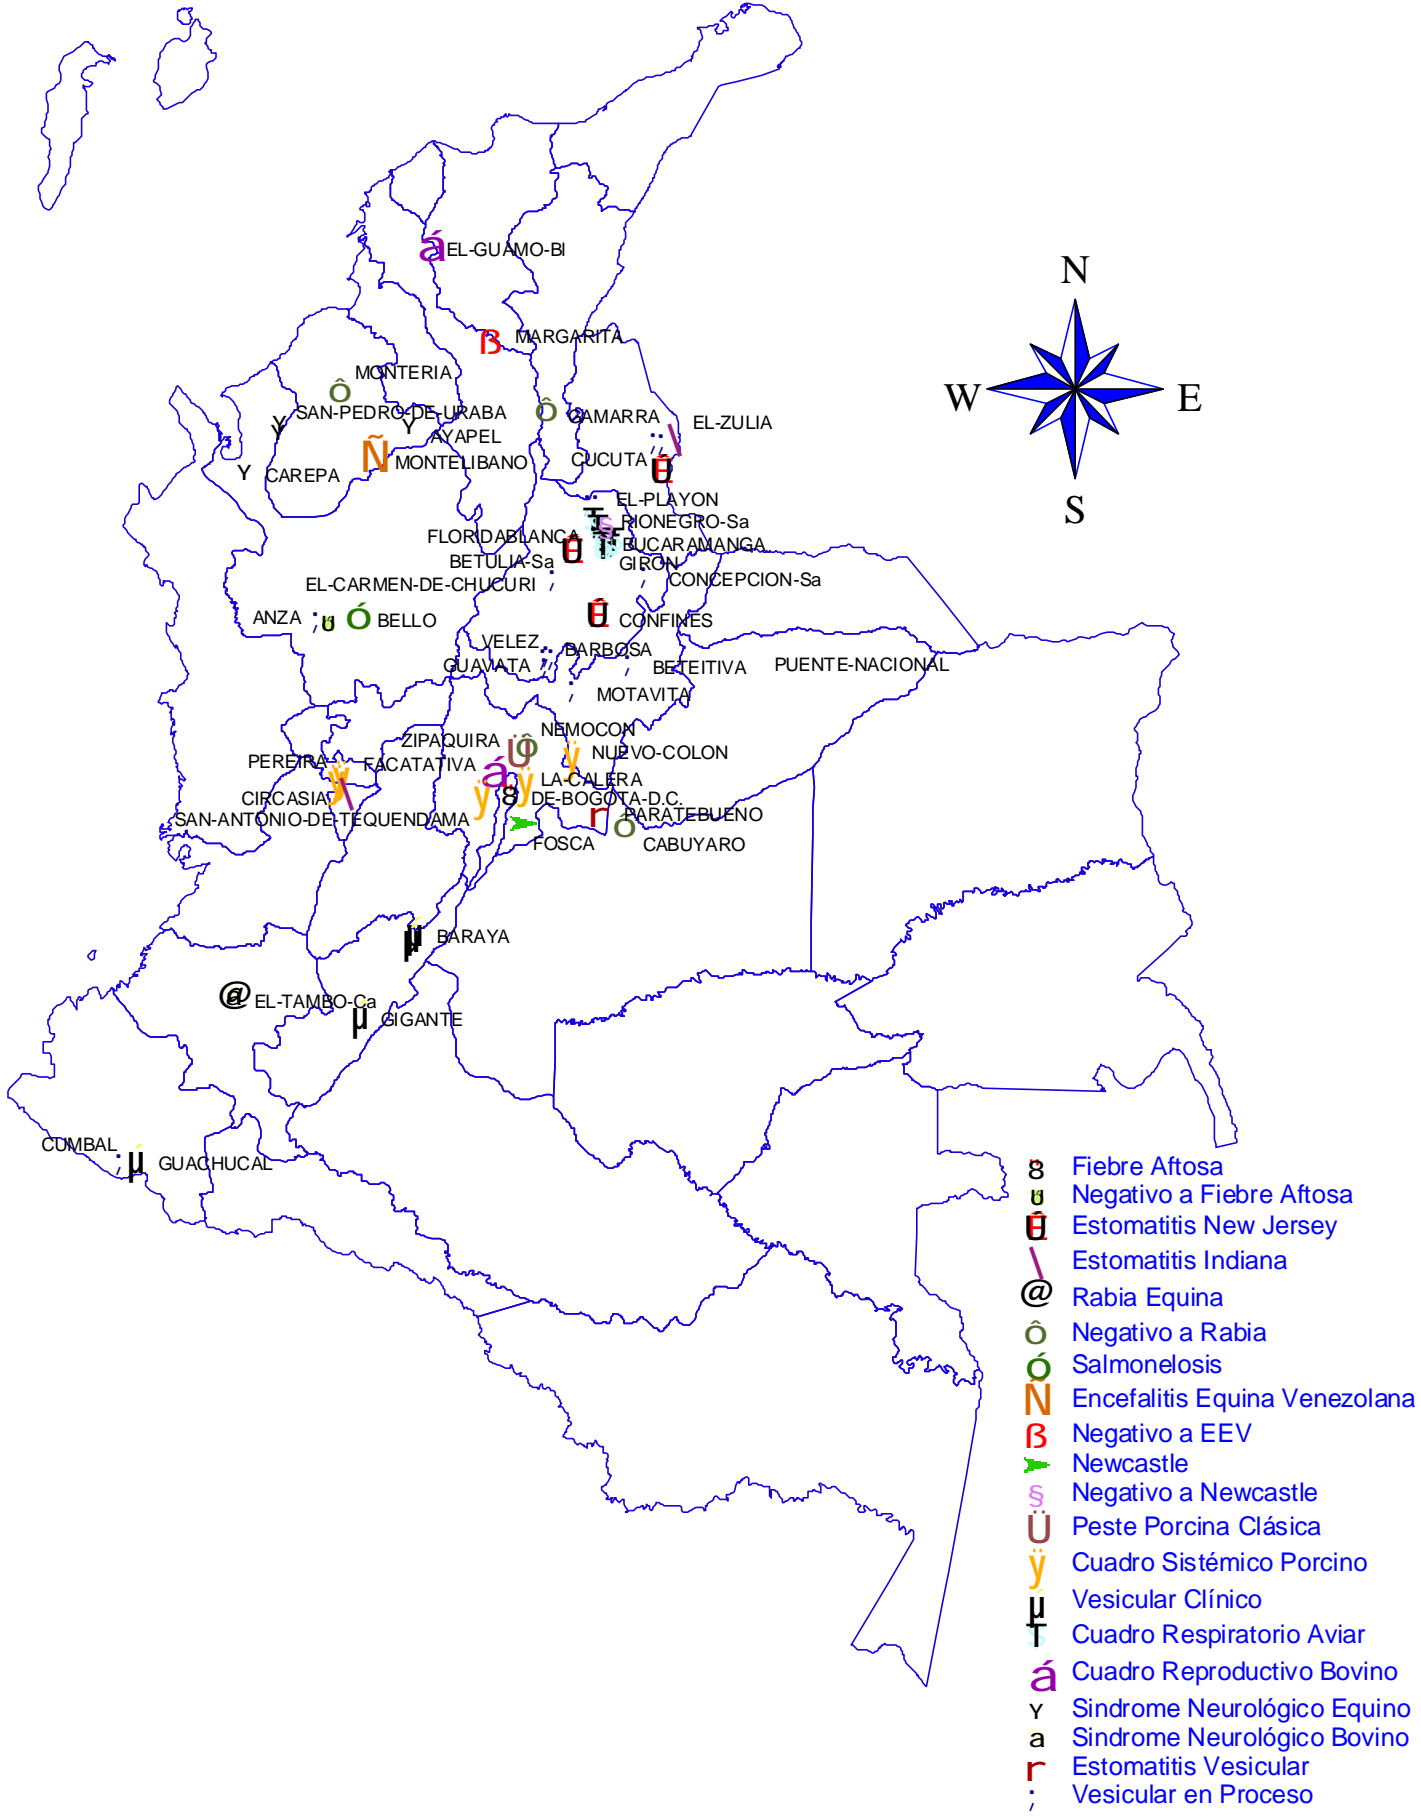 N
W
E
S
EL-GUAMO-BI
MARGARITA
MONTERIA
SAN-PEDRO-DE-URABA
GAMARRA
EL-ZULIA
AYAPEL
MONTELIBANO
CUCUTA
CAREPA
EL-PLAYON
RIONEGRO-Sa
FLORIDABLANCA
BUCARAMANGA
BETULIA-Sa
GIRON
EL-CARMEN-DE-CHUCURI
CONCEPCION-Sa
ANZA
BELLO
CONFINES
VELEZ
BARBOSA
GUAVATA
BETEITIVA
PUENTE-NACIONAL
MOTAVITA
NEMOCON
ZIPAQUIRA
NUEVO-COLON
PEREIRA
FACATATIVA
LA-CALERA
CIRCASIA
DE-BOGOTA-D.C.
SAN-ANTONIO-DE-TEQUENDAMA
PARATEBUENO
FOSCA
CABUYARO
BARAYA
EL-TAMBO-Ca
GIGANTE
CUMBAL
GUACHUCAL
Fiebre Aftosa
Negativo a Fiebre Aftosa
Estomatitis New Jersey
Estomatitis Indiana
@ Rabia Equina
ô Negativo a Rabia
ó Salmonelosis
Ñ Encefalitis Equina Venezolana
ß Negativo a EEV
Newcastle
§ Negativo a Newcastle
Ü Peste Porcina Clásica
ÿ Cuadro Sistémico Porcino
µ Vesicular Clínico
T Cuadro Respiratorio Aviar
á Cuadro Reproductivo Bovino
Y Sindrome Neurológico Equino
a Sindrome Neurológico Bovino
r Estomatitis Vesicular
; Vesicular en Proceso